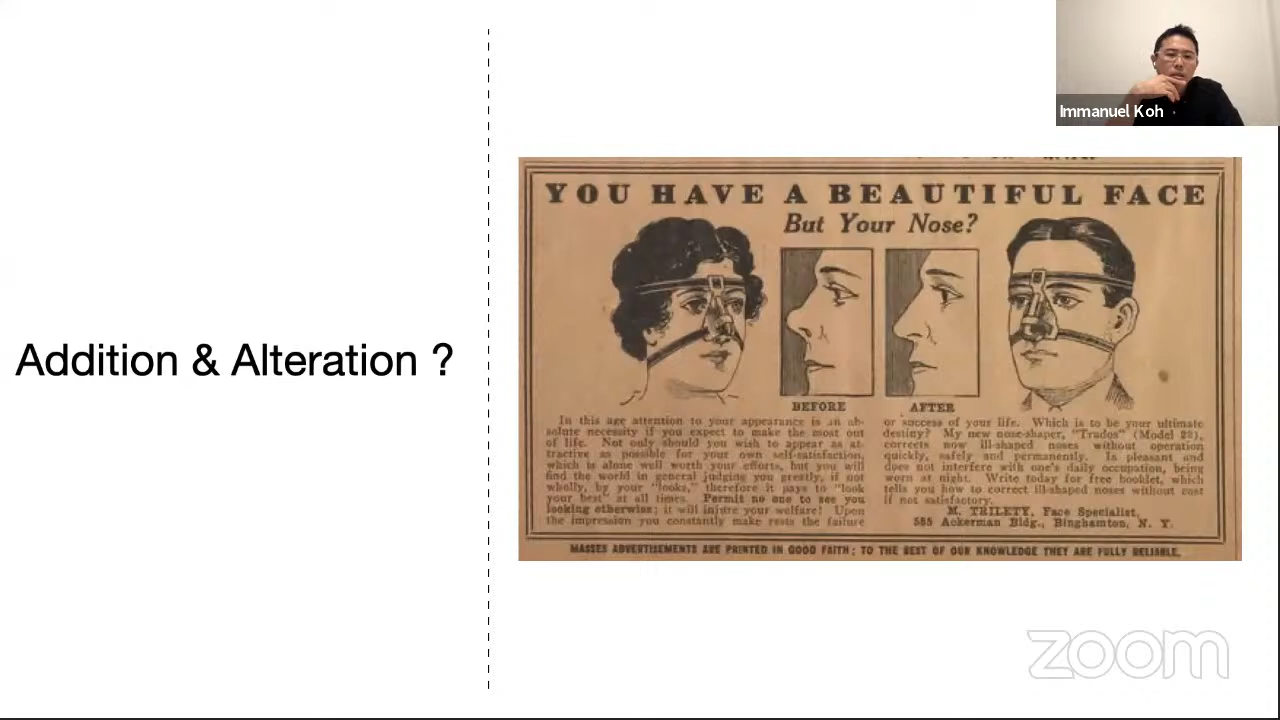 Immanuel Koh
Addition & Alteration ?
YOU HAVE A BEAUTIFUL FACE
But Your Nose?
BEFORE
AFTER
In this age attention to your appearance is an ab-
solute necessity if you expect to make the most out
of life. Not only should you wish to appear as at-
tractive as possible for your own self-satisfaction,
which is alone well worth your efforts, but you will
find the world in general judging you greatly, if not
wholly, by your "looks," therefore it pays to "look
your best" at all times. Permit no one to see you
looking otherwise; it will injure your welfare! Upon
the impression you constantly make rests the failure
or success of your life. Which is to be your ultimate
destiny? My new nose-shaper, "Trados" (Model 22),
corrects now ill-shaped noses without operation
quickly, safely and permanently. Is pleasant and
does not interfere with one's daily occupation, being
worn at night. Write today for free booklet, which
tells you how to correct ill-shaped noses without cost
if not satisfactory.
M. TRILETY, Face Specialist,
585 Ackerman Bldg., Binghamton, N. Y.
MASSES ADVERTISEMENTS ARE PRINTED IN GOOD FAITH; TO THE BEST OF OUR KNOWLEDGE THEY ARE FULLY RELIABLE.
zoom